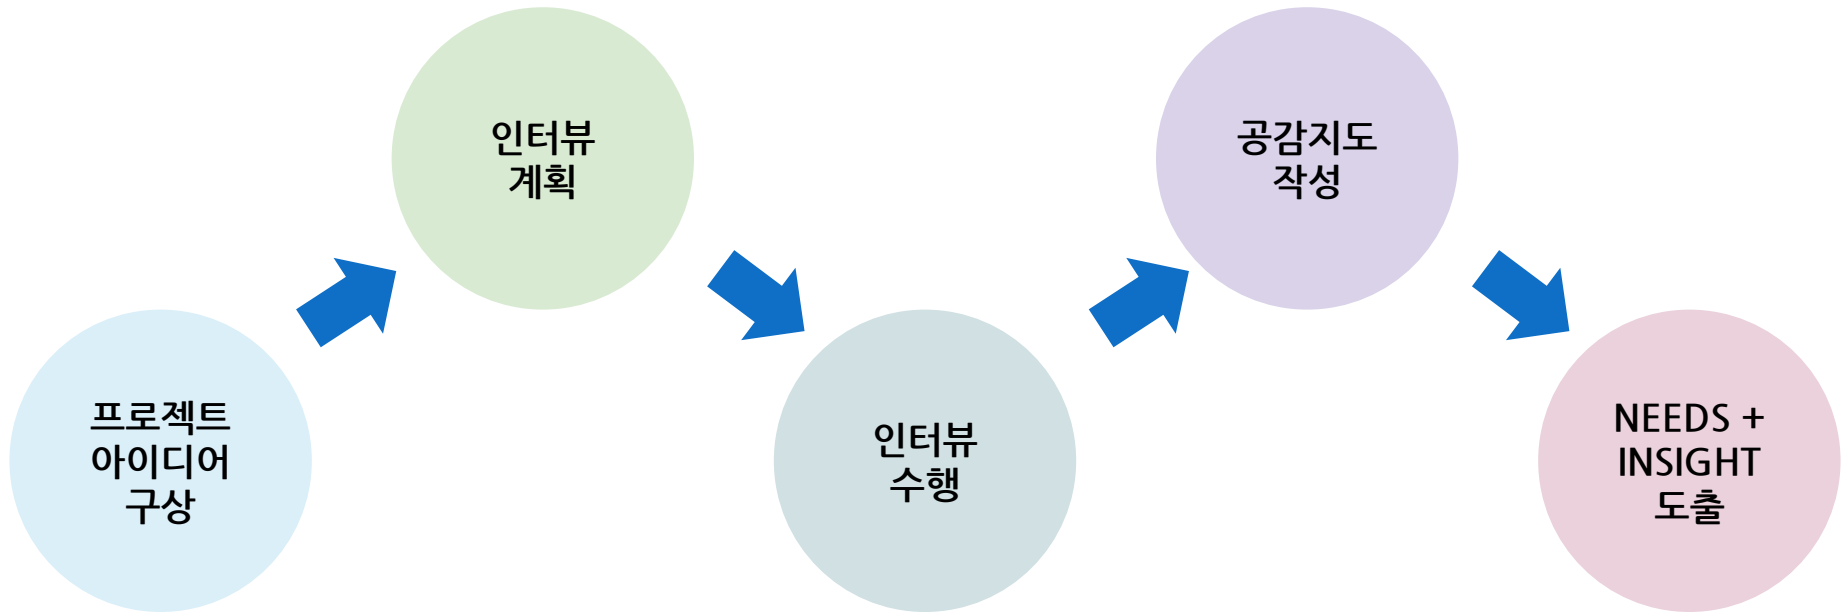 프로젝트
아이디어
구상
인터뷰
계획
인터뷰
수행
공감지도
작성
NEEDS +
INSIGHT
도출